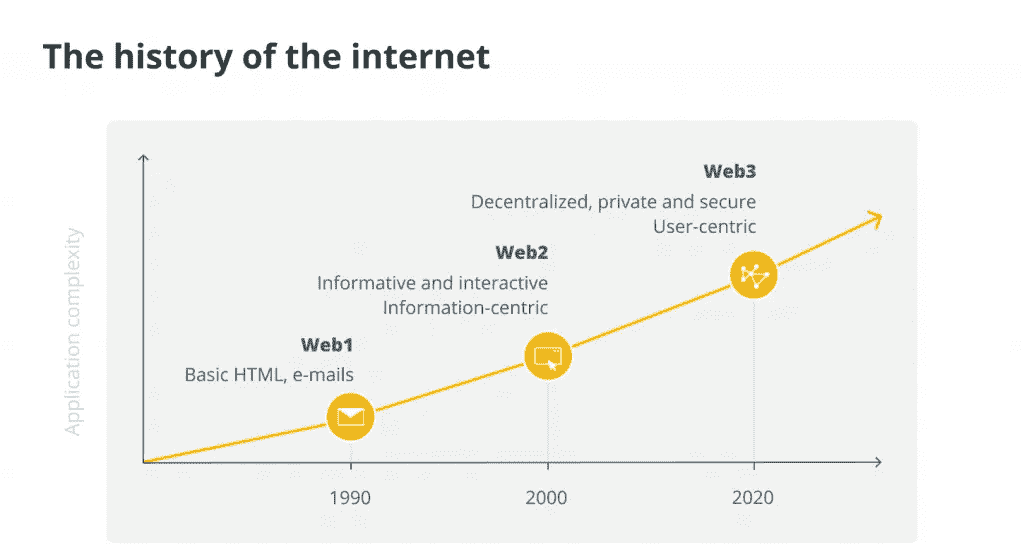 The history of the internet
Web3
Decentralized, private and secure
User-centric
Web2
Informative and interactive
Information-centric
Web1
Basic HTML, e-mails
Application complexity
1990
2000
2020